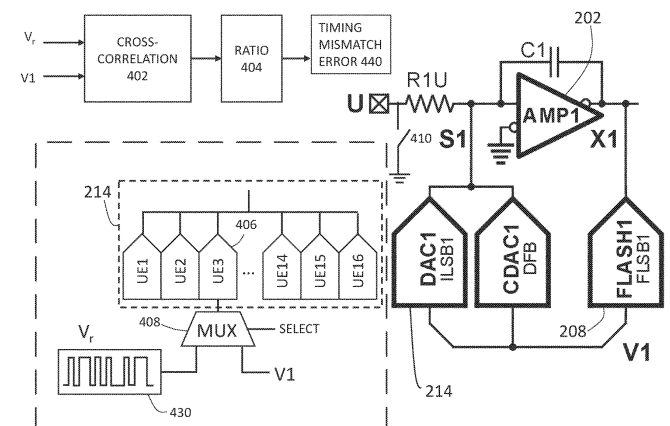 Vr
V1
CROSS-
CORRELATION
402
RATIO
404
TIMING
MISMATCH
ERROR 440
202
C1
R1U
U
AMP1
S1
X1
410
214
406
UE1
UE2
UE3
...
UE14
UE15
UE16
408
MUX
SELECT
Vr
V1
430
DAC1
ILSB1
CDAC1
DFB
FLASH1
FLSB1
208
V1
214